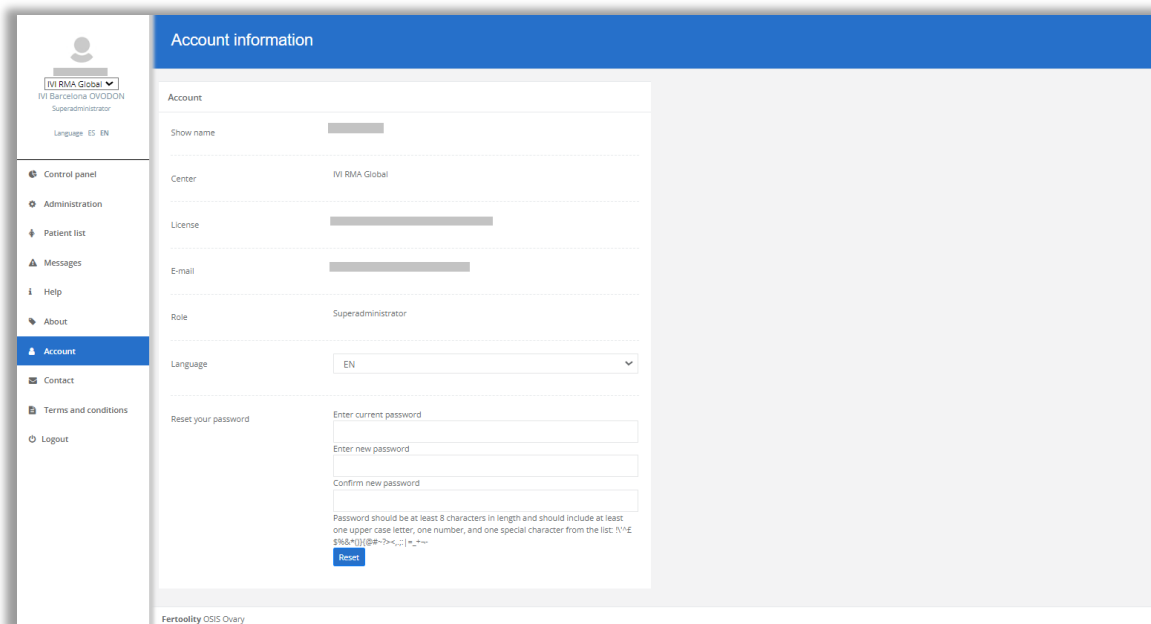 Account information
IVI RMA Global
IVI Barcelona OVODON
Superadministrator
Language ES EN
Control panel
Administration
Patient list
Messages
Help
About
Account
Contact
Terms and conditions
Logout
Account
Show name
Center IVI RMA Global
License
E-mail
Role Superadministrator
Language EN
Reset your password Enter current password
Enter new password
Confirm new password
Password should be at least 8 characters in length and should include at least
one upper case letter, one number, and one special character from the list: !\'^£
$%&*()}{@#~?><,.;:|=_+¬-
Reset
Fertoolity OSIS Ovary